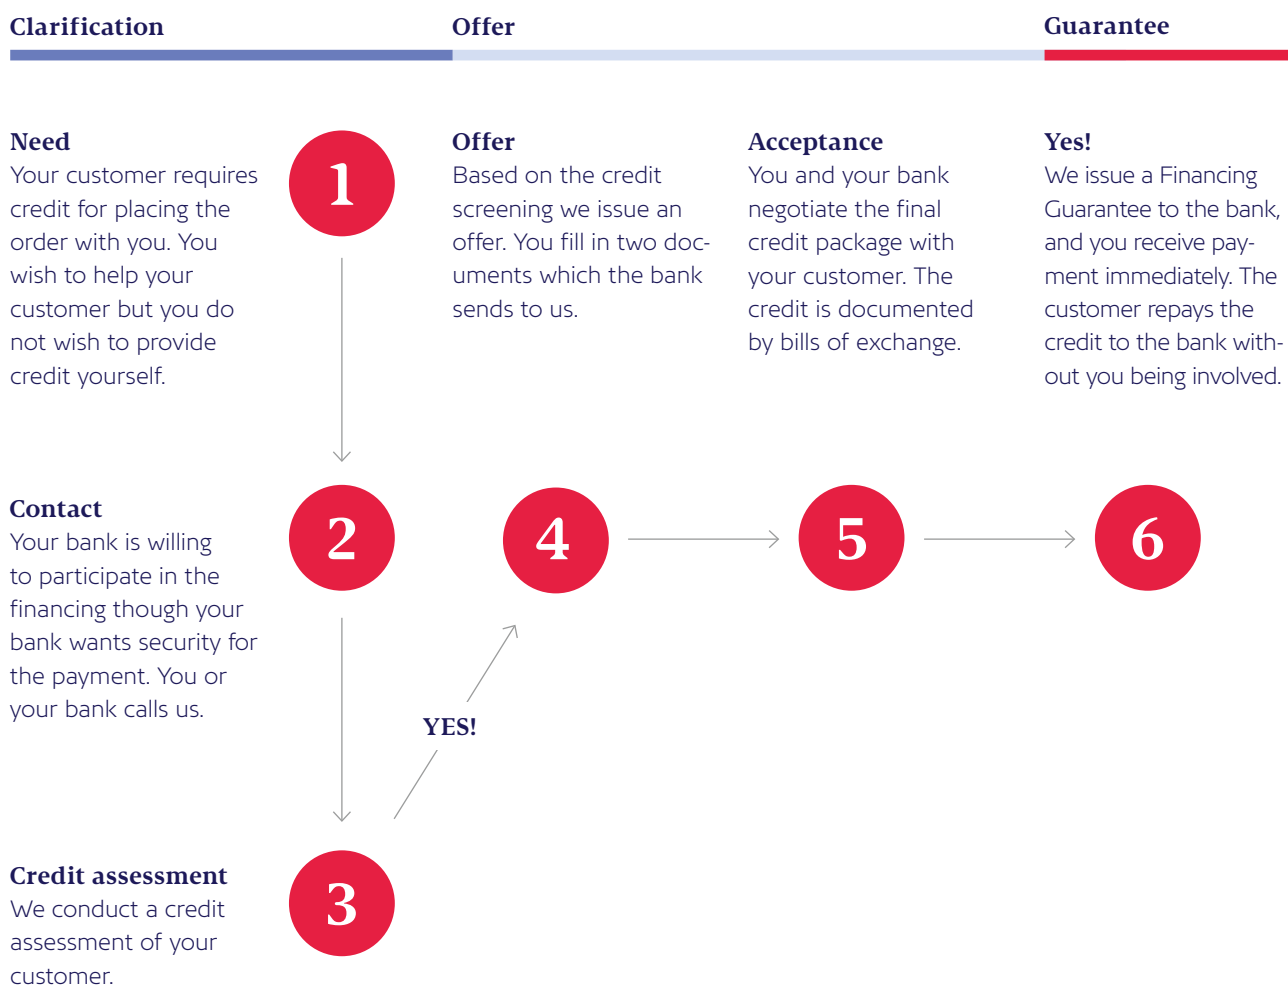 Clarification
Offer
Guarantee
Need
Your customer requires
credit for placing the
order with you. You
wish to help your
customer but you do
not wish to provide
credit yourself.
1
Offer
Based on the credit
screening we issue an
offer. You fill in two doc-
uments which the bank
sends to us.
Acceptance
You and your bank
negotiate the final
credit package with
your customer. The
credit is documented
by bills of exchange.
Yes!
We issue a Financing
Guarantee to the bank,
and you receive pay-
ment immediately. The
customer repays the
credit to the bank with-
out you being involved.
Contact
Your bank is willing
to participate in the
financing though your
bank wants security for
the payment. You or
your bank calls us.
2
4
5
6
YES!
Credit assessment
We conduct a credit
assessment of your
customer.
3